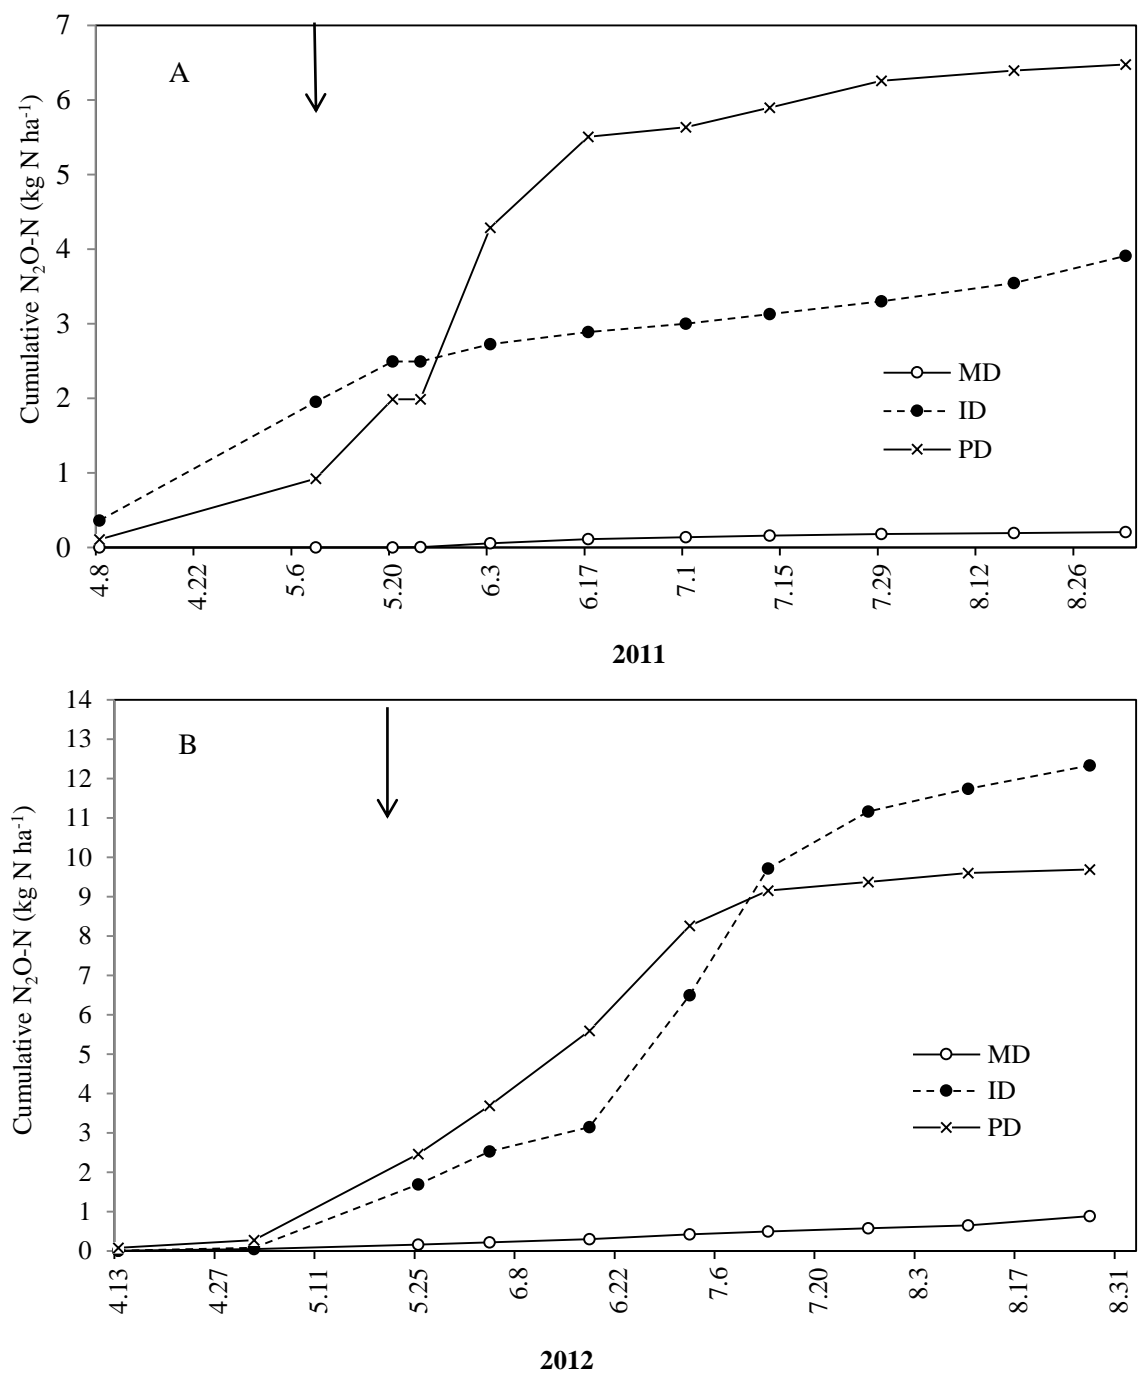 7
A
6
5
4
3
2
1
0
Cumulative N₂O-N (kg N ha⁻¹)
MD
ID
PD
4.8 4.22 5.6 5.20 6.3 6.17 7.1 7.15 7.29 8.12 8.26
2011
14
13
B
12
11
10
9
8
7
6
5
4
3
2
1
0
Cumulative N₂O-N (kg N ha⁻¹)
MD
ID
PD
4.13 4.27 5.11 5.25 6.8 6.22 7.6 7.20 8.3 8.17 8.31
2012